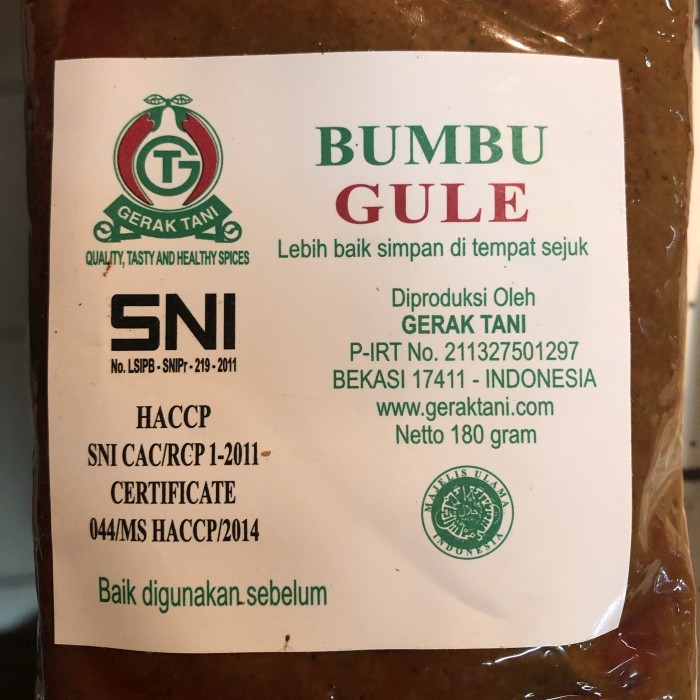 TG
GERAK TANI
QUALITY, TASTY AND HEALTHY SPICES
SNI
No. LSIPB - SNIPr - 219 - 2011
HACCP
SNI CAC/RCP 1-2011
CERTIFICATE
044/MS HACCP/2014
Baik digunakan sebelum
BUMBU
GULE
Lebih baik simpan di tempat sejuk
Diproduksi Oleh
GERAK TANI
P-IRT No. 211327501297
BEKASI 17411 - INDONESIA
www.geraktani.com
Netto 180 gram
MAJELIS ULAMA
حلال
INDONESIA